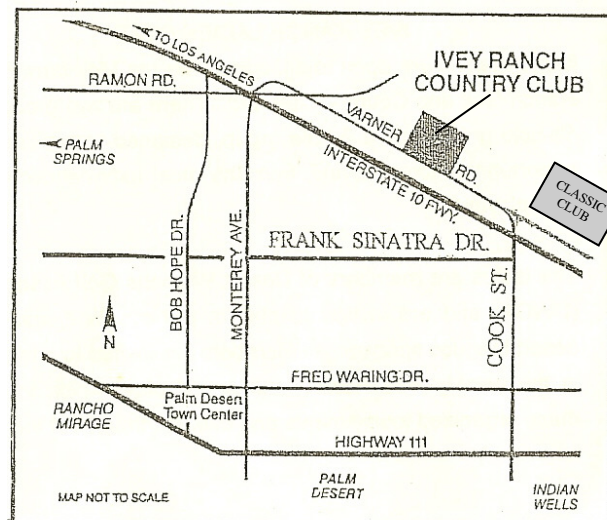 TO LOS ANGELES
IVEY RANCH
COUNTRY CLUB
RAMON RD.
VARNER
RD.
PALM
SPRINGS
INTERSTATE 10 FWY.
CLASSIC
CLUB
FRANK SINATRA DR.
BOB HOPE DR.
MONTEREY AVE.
COOK ST.
N
FRED WARING DR.
Palm Desert
Town Center
RANCHO
MIRAGE
HIGHWAY 111
MAP NOT TO SCALE
PALM
DESERT
INDIAN
WELLS